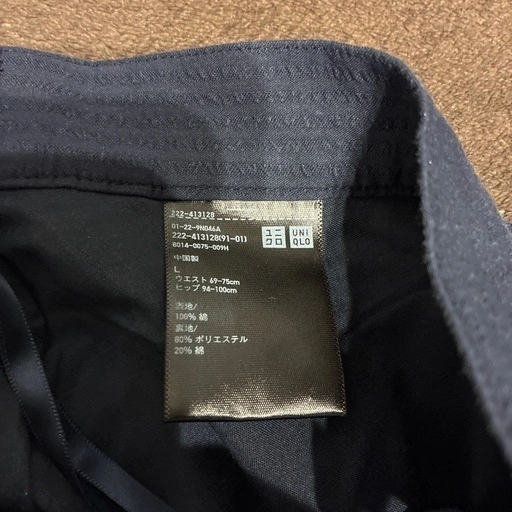 222-413128
01-22-9N046A
222-413128(91-01)
8014-0075-009H
ユニ
クロ
UNI
QLO
中国製
L
ウエスト 69-75cm
ヒップ 94-100cm
表地/
100% 綿
裏地/
80% ポリエステル
20% 綿